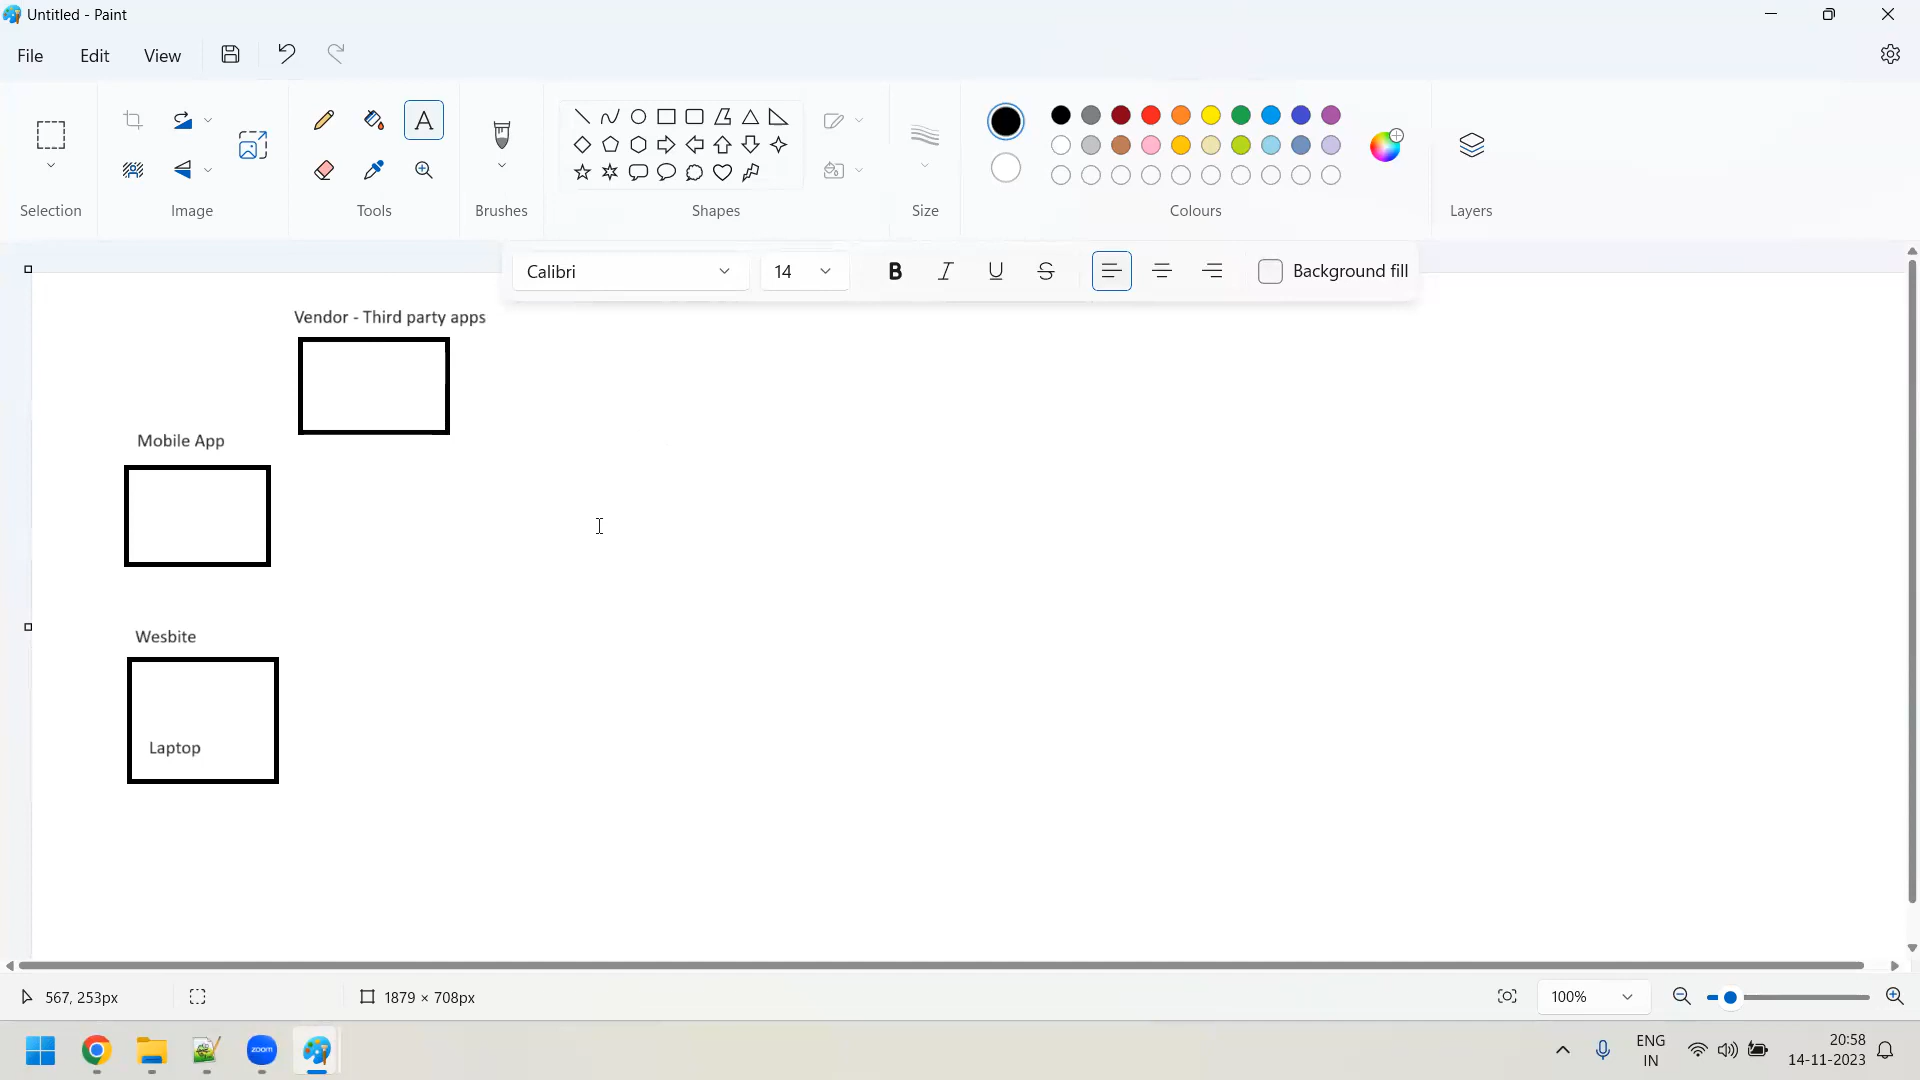 Untitled - Paint
File Edit View
Selection Image Tools Brushes Shapes Size Colours Layers
Calibri 14 B I U S Background fill
Vendor - Third party apps
Mobile App
Wesbite
Laptop
567, 253px 1879 × 708px 100%
zoom
ENG
IN
20:58
14-11-2023